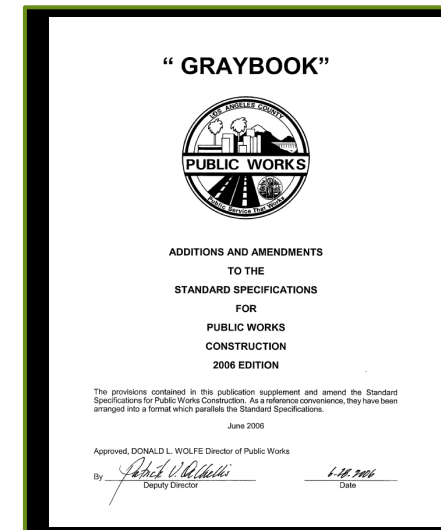 “ GRAYBOOK”
LOS ANGELES COUNTY
PUBLIC WORKS
Public Service That Works
ADDITIONS AND AMENDMENTS
TO THE
STANDARD SPECIFICATIONS
FOR
PUBLIC WORKS
CONSTRUCTION
2006 EDITION
The provisions contained in this publication supplement and amend the Standard
Specifications for Public Works Construction. As a reference convenience, they have been
arranged into a format which parallels the Standard Specifications.
June 2006
Approved, DONALD L. WOLFE Director of Public Works
By Patrick V. DeChellis 6-28-2006
Deputy Director Date